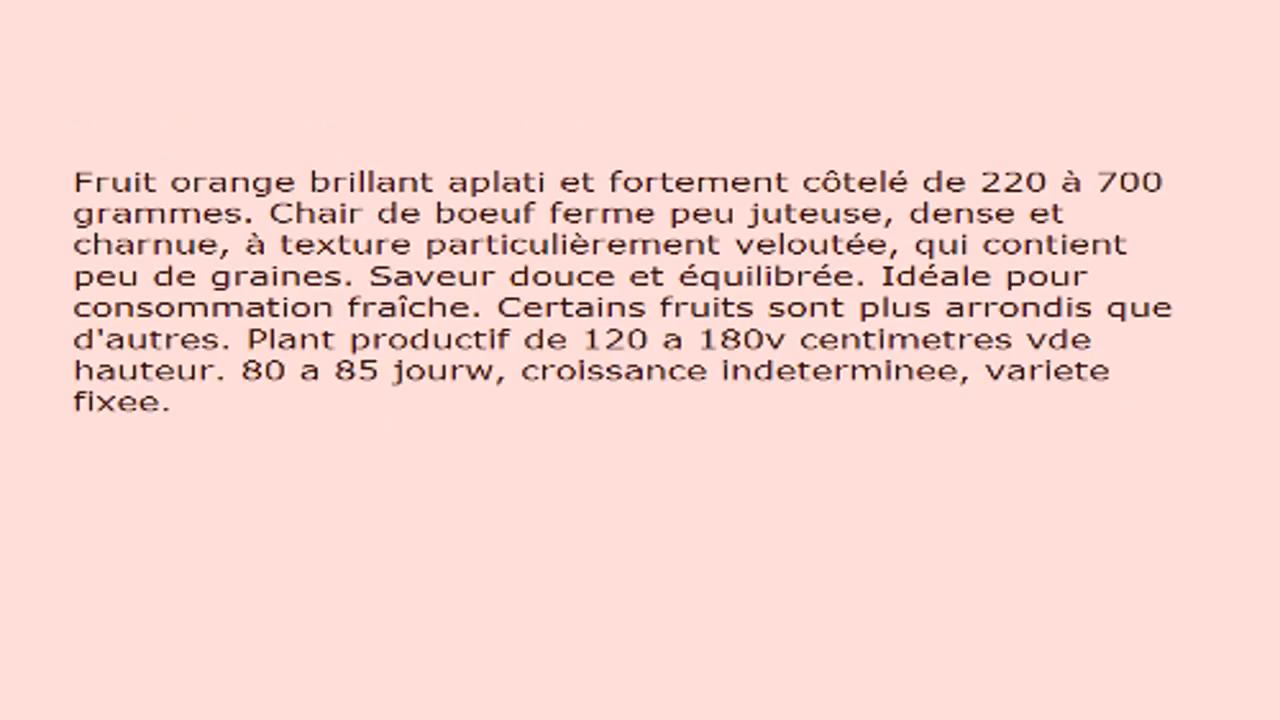 Fruit orange brillant aplati et fortement côtelé de 220 à 700
grammes. Chair de boeuf ferme peu juteuse, dense et
charnue, à texture particulièrement veloutée, qui contient
peu de graines. Saveur douce et équilibrée. Idéale pour
consommation fraîche. Certains fruits sont plus arrondis que
d'autres. Plant productif de 120 a 180v centimetres vde
hauteur. 80 a 85 jourw, croissance indeterminee, variete
fixee.